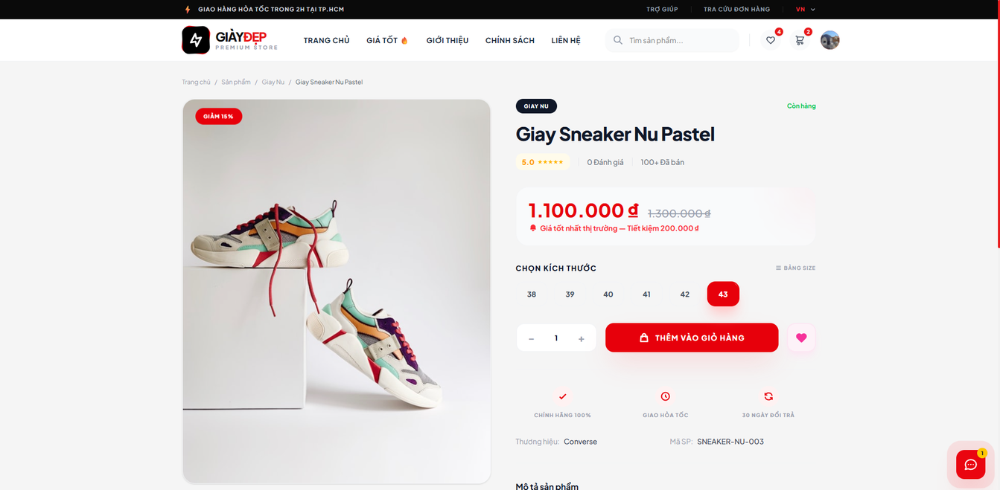 GIAO HÀNG HỎA TỐC TRONG 2H TẠI TP.HCM
TRỢ GIÚP
TRA CỨU ĐƠN HÀNG
VN
GIÀYĐẸP
PREMIUM STORE
TRANG CHỦ
GIÁ TỐT
GIỚI THIỆU
CHÍNH SÁCH
LIÊN HỆ
Tìm sản phẩm...
4
2
Trang chủ / Sản phẩm / Giay Nu / Giay Sneaker Nu Pastel
GIẢM 15%
GIAY NU
Còn hàng
Giay Sneaker Nu Pastel
5.0 ★★★★★
0 Đánh giá
100+ Đã bán
1.100.000 ₫ 1.300.000 ₫
Giá tốt nhất thị trường — Tiết kiệm 200.000 ₫
CHỌN KÍCH THƯỚC
BẢNG SIZE
38 39 40 41 42 43
− 1 +
THÊM VÀO GIỎ HÀNG
CHÍNH HÃNG 100%
GIAO HỎA TỐC
30 NGÀY ĐỔI TRẢ
Thương hiệu: Converse
Mã SP: SNEAKER-NU-003
Mô tả sản phẩm
1